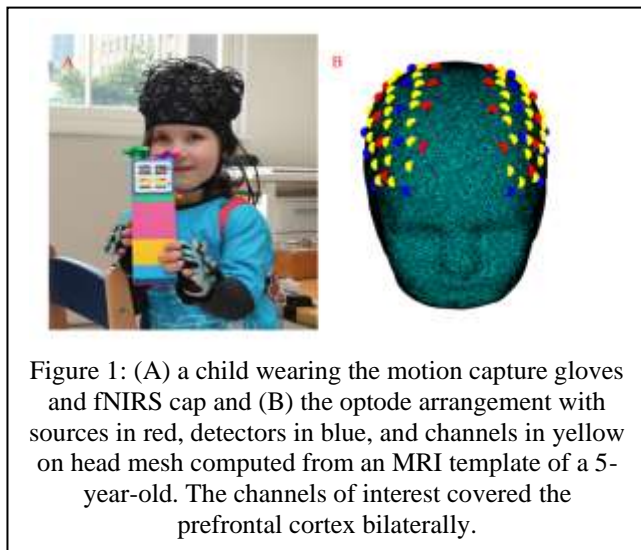 A
B
Figure 1: (A) a child wearing the motion capture gloves
and fNIRS cap and (B) the optode arrangement with
sources in red, detectors in blue, and channels in yellow
on head mesh computed from an MRI template of a 5-
year-old. The channels of interest covered the
prefrontal cortex bilaterally.